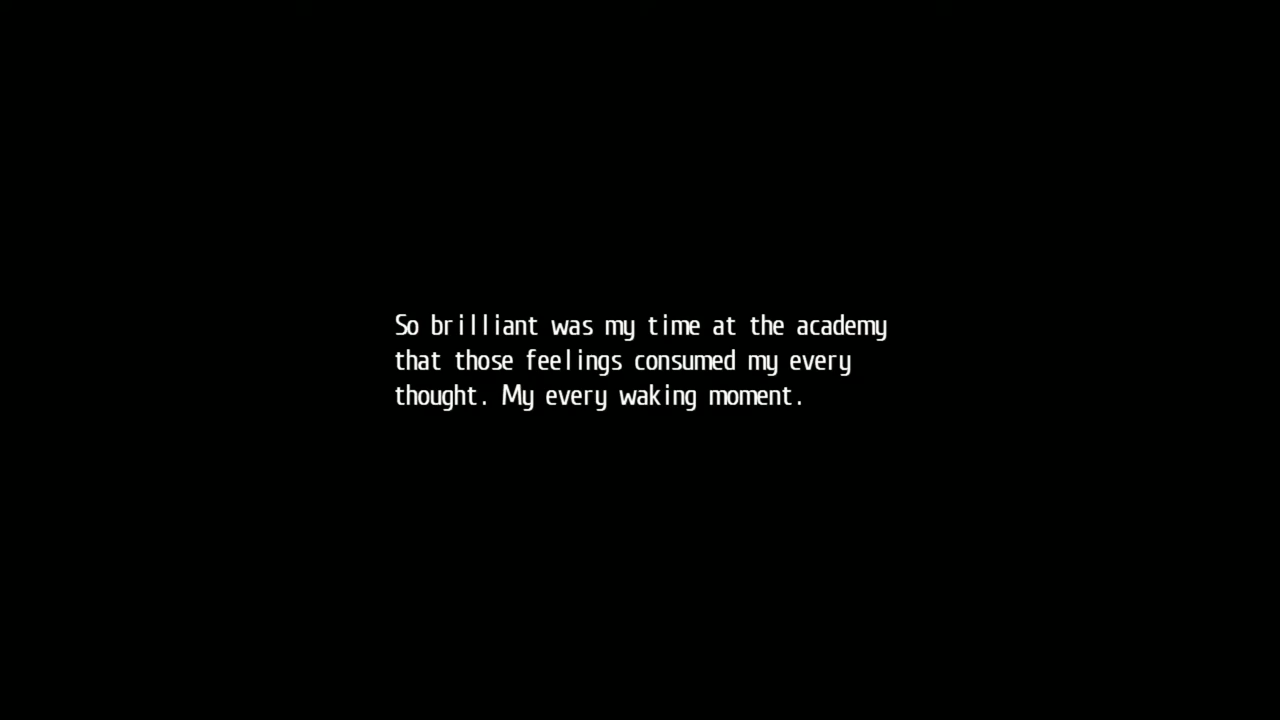 So brilliant was my time at the academy
that those feelings consumed my every
thought. My every waking moment.